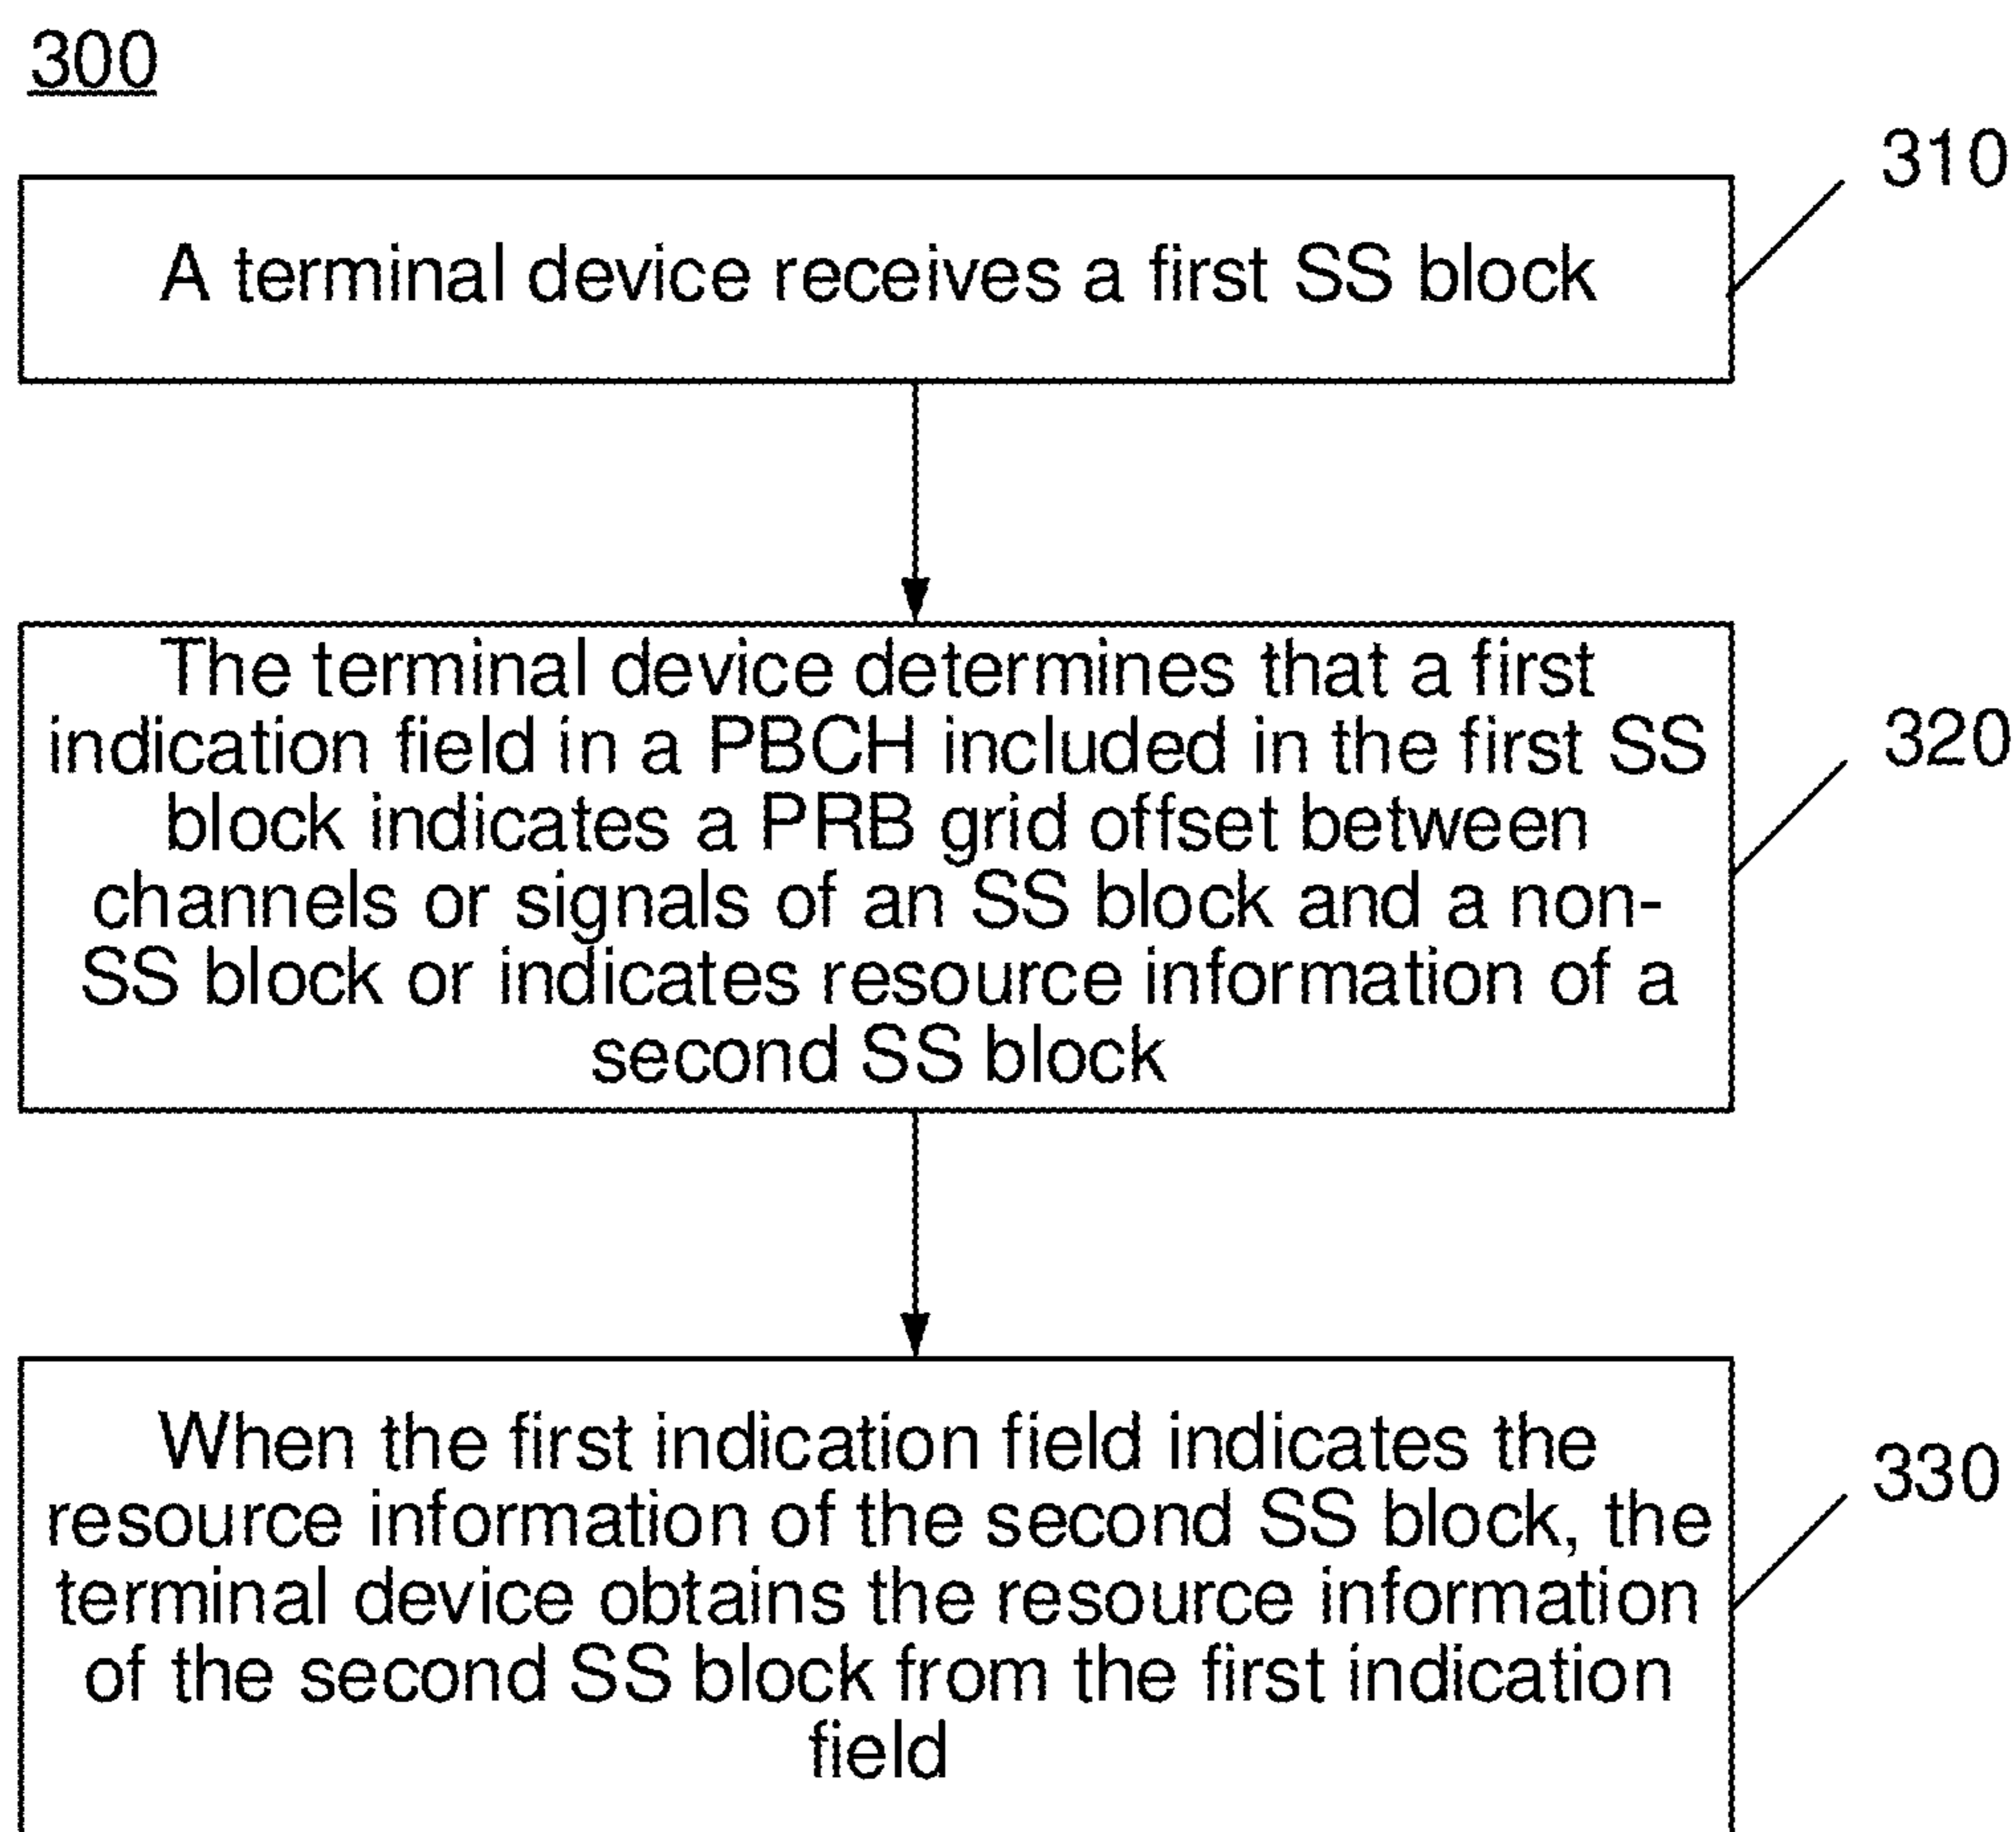 300
310
A terminal device receives a first SS block
The terminal device determines that a first
indication field in a PBCH included in the first SS
block indicates a PRB grid offset between
channels or signals of an SS block and a non-
SS block or indicates resource information of a
second SS block
320
When the first indication field indicates the
resource information of the second SS block, the
terminal device obtains the resource information
of the second SS block from the first indication
field
330